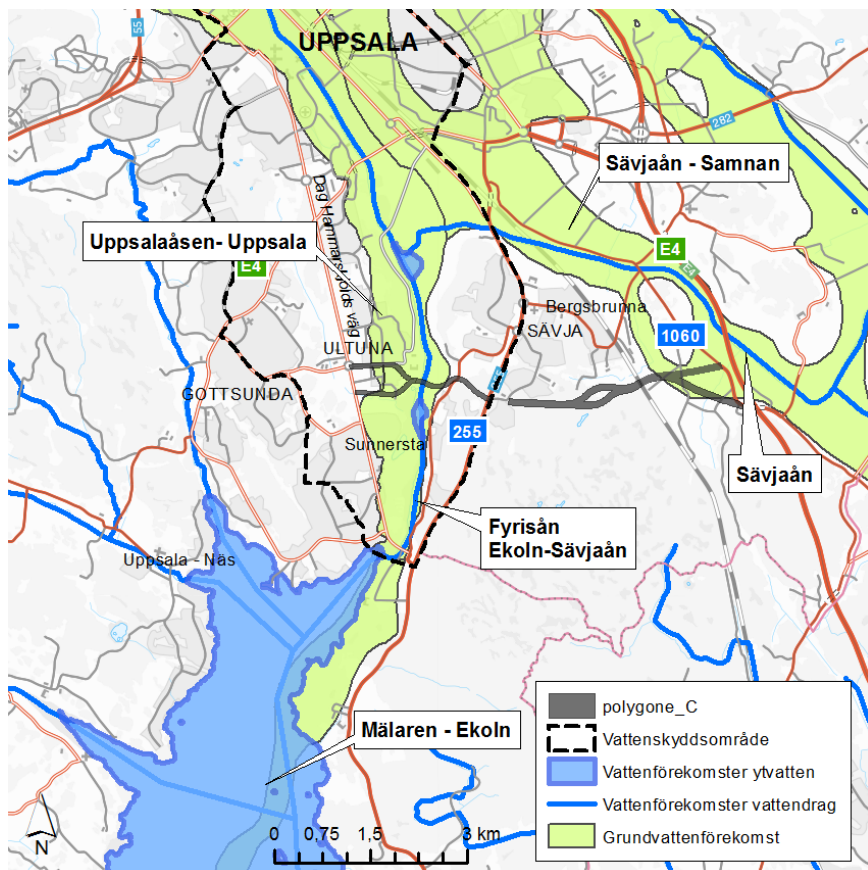 UPPSALA
55
282
Sävjaån - Samnan
Dag Hammarskjölds väg
Uppsalaåsen- Uppsala
E4
E4
E4
Bergsbrunna
SÄVJA
1060
ULTUNA
GOTTSUNDA
255
Sunnersta
Sävjaån
Fyrisån
Ekoln-Sävjaån
Uppsala - Näs
Mälaren - Ekoln
polygone_C
Vattenskyddsområde
Vattenförekomster ytvatten
Vattenförekomster vattendrag
Grundvattenförekomst
N
0 0,75 1,5 3 km